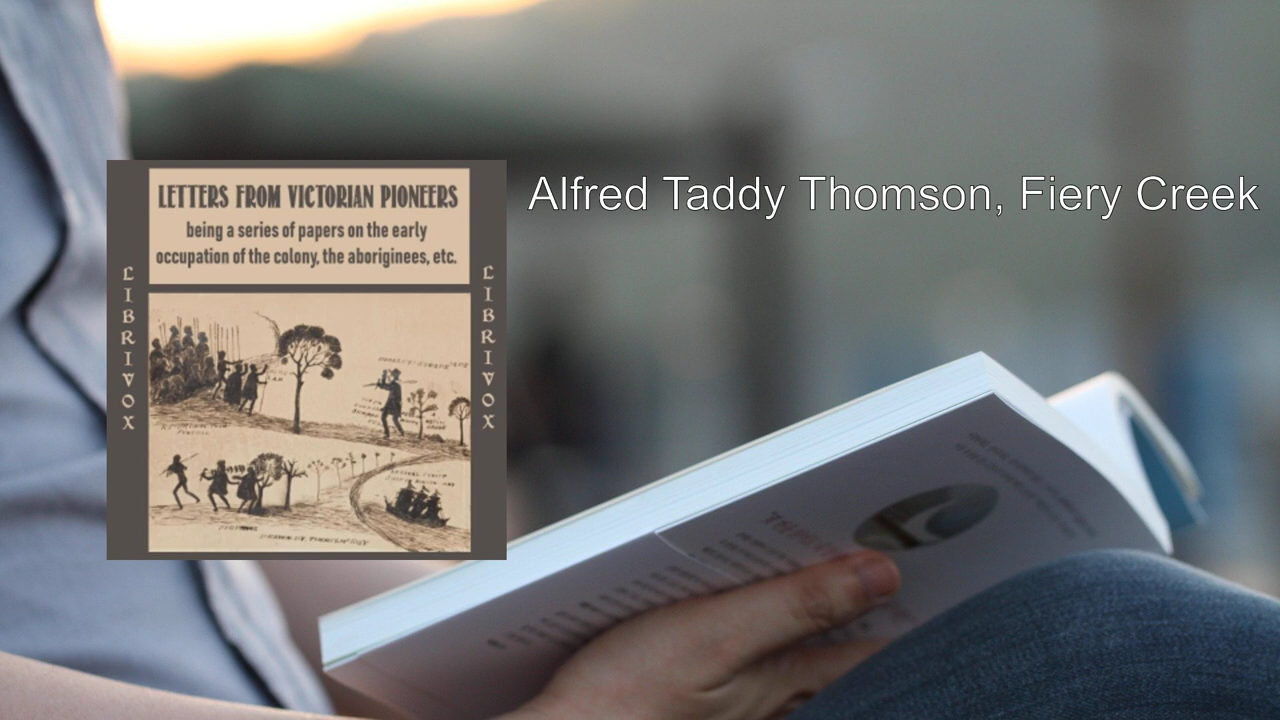 LETTERS FROM VICTORIAN PIONEERS
being a series of papers on the early
occupation of the colony, the aboriginees, etc.
LIBRIVOX
LIBRIVOX
Alfred Taddy Thomson, Fiery Creek